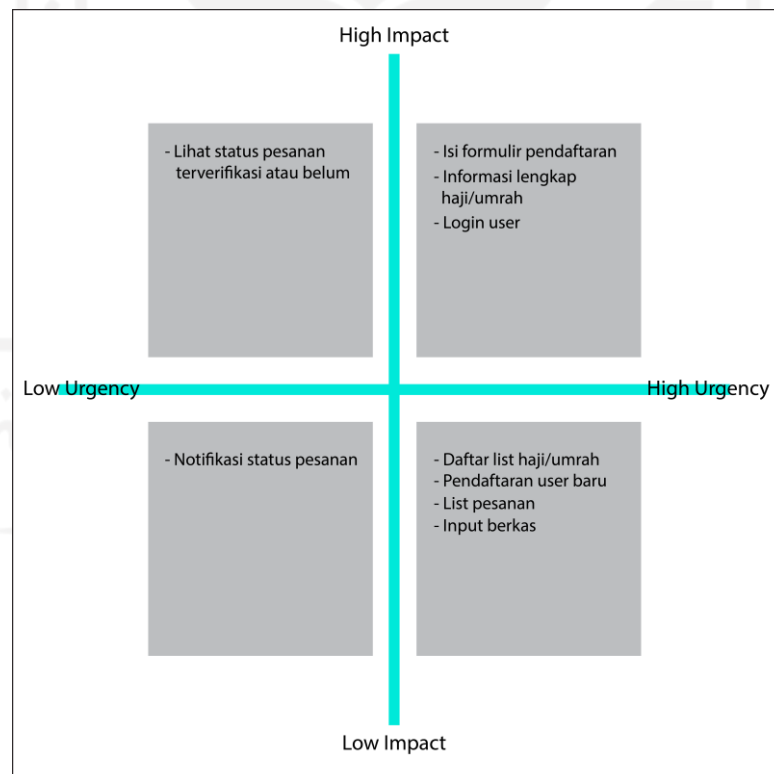 High Impact
- Lihat status pesanan
terverifikasi atau belum
- Isi formulir pendaftaran
- Informasi lengkap
haji/umrah
- Login user
Low Urgency
High Urgency
- Notifikasi status pesanan
- Daftar list haji/umrah
- Pendaftaran user baru
- List pesanan
- Input berkas
Low Impact